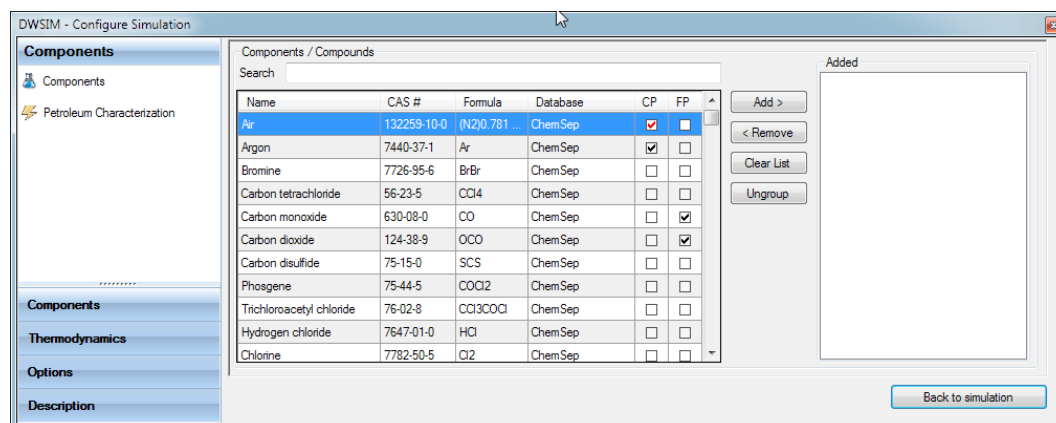 DWSIM - Configure Simulation
Components
Components
Petroleum Characterization
Components
Thermodynamics
Options
Description
Components / Compounds
Search
Name CAS # Formula Database CP FP
Air 132259-10-0 (N2)0.781 ... ChemSep
Argon 7440-37-1 Ar ChemSep
Bromine 7726-95-6 BrBr ChemSep
Carbon tetrachloride 56-23-5 CCl4 ChemSep
Carbon monoxide 630-08-0 CO ChemSep
Carbon dioxide 124-38-9 OCO ChemSep
Carbon disulfide 75-15-0 SCS ChemSep
Phosgene 75-44-5 COCl2 ChemSep
Trichloroacetyl chloride 76-02-8 CCl3COCl ChemSep
Hydrogen chloride 7647-01-0 HCl ChemSep
Chlorine 7782-50-5 Cl2 ChemSep
Add >
< Remove
Clear List
Ungroup
Added
Back to simulation